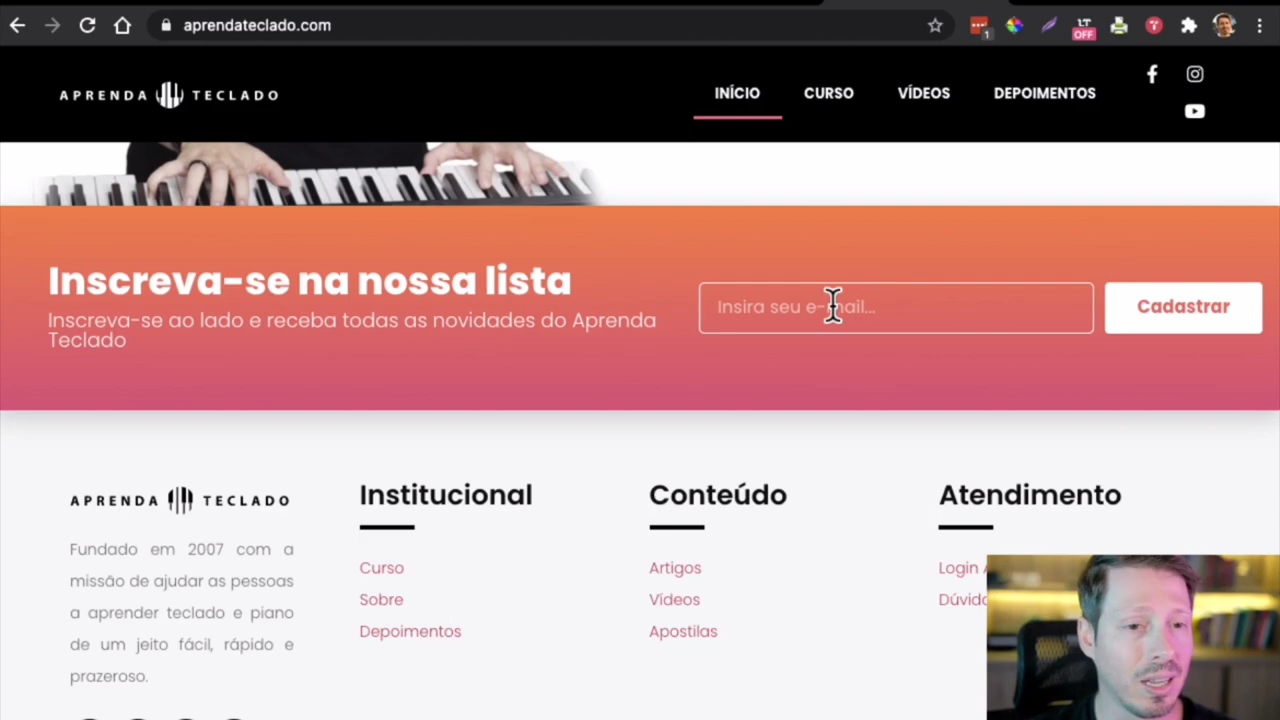 aprendateclado.com
1
LT
OFF
APRENDA TECLADO
INÍCIO
CURSO
VÍDEOS
DEPOIMENTOS
Inscreva-se na nossa lista
Inscreva-se ao lado e receba todas as novidades do Aprenda
Teclado
Insira seu e-mail...
Cadastrar
APRENDA TECLADO
Fundado em 2007 com a
missão de ajudar as pessoas
a aprender teclado e piano
de um jeito fácil, rápido e
prazeroso.
Institucional
Curso
Sobre
Depoimentos
Conteúdo
Artigos
Vídeos
Apostilas
Atendimento
Login